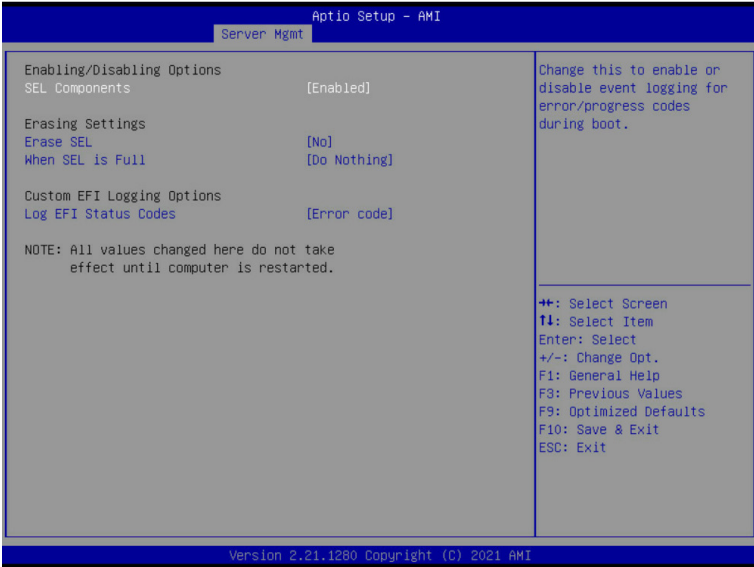 Aptio Setup – AMI
Server Mgmt
Enabling/Disabling Options
SEL Components [Enabled]
Erasing Settings
Erase SEL [No]
When SEL is Full [Do Nothing]
Custom EFI Logging Options
Log EFI Status Codes [Error code]
NOTE: All values changed here do not take
effect until computer is restarted.
Change this to enable or
disable event logging for
error/progress codes
during boot.
→←: Select Screen
↑↓: Select Item
Enter: Select
+/-: Change Opt.
F1: General Help
F3: Previous Values
F9: Optimized Defaults
F10: Save & Exit
ESC: Exit
Version 2.21.1280 Copyright (C) 2021 AMI